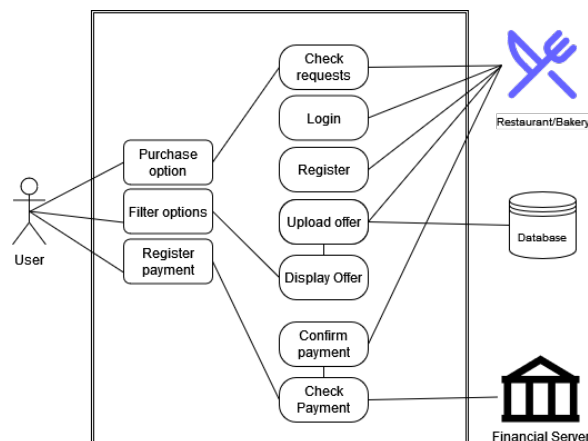 Check
requests
Login
Restaurant/Bakery
Purchase
option
Register
Filter options
Upload offer
Database
User
Register
payment
Display Offer
Confirm
payment
Check
Payment
Financial Server